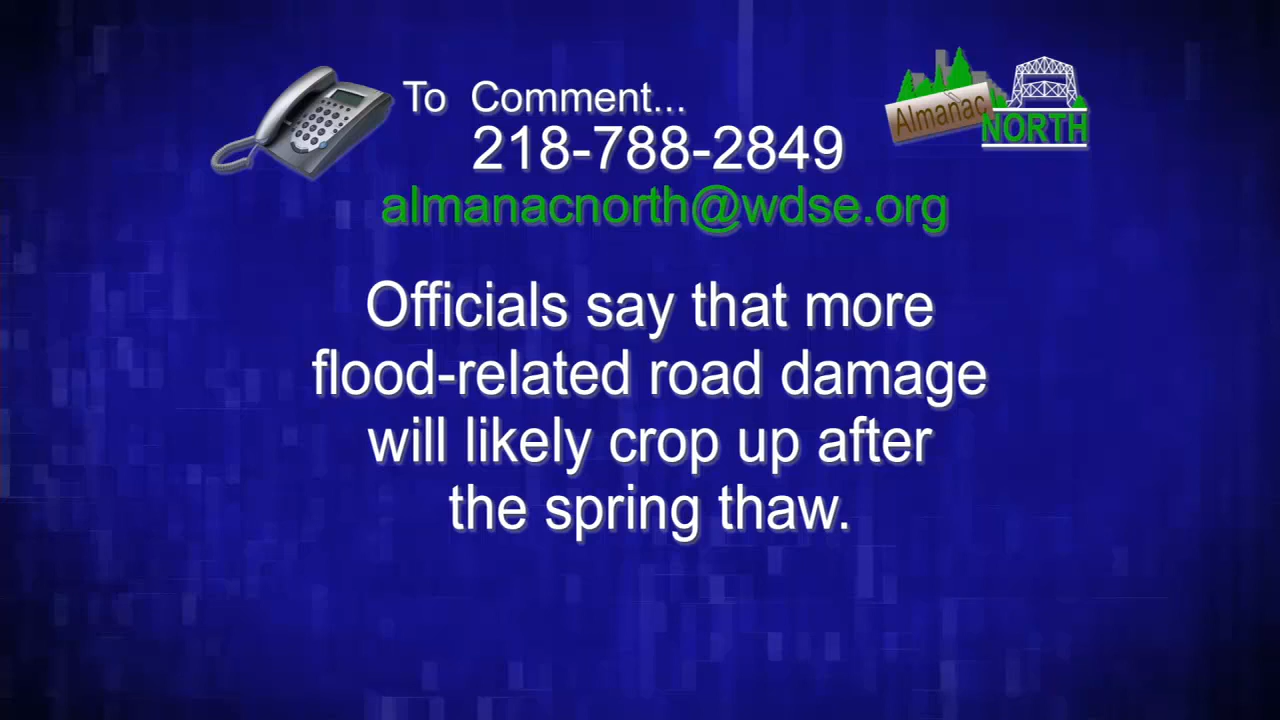 To Comment...
218-788-2849
almanacnorth@wdse.org
Almanac
NORTH
Officials say that more
flood-related road damage
will likely crop up after
the spring thaw.